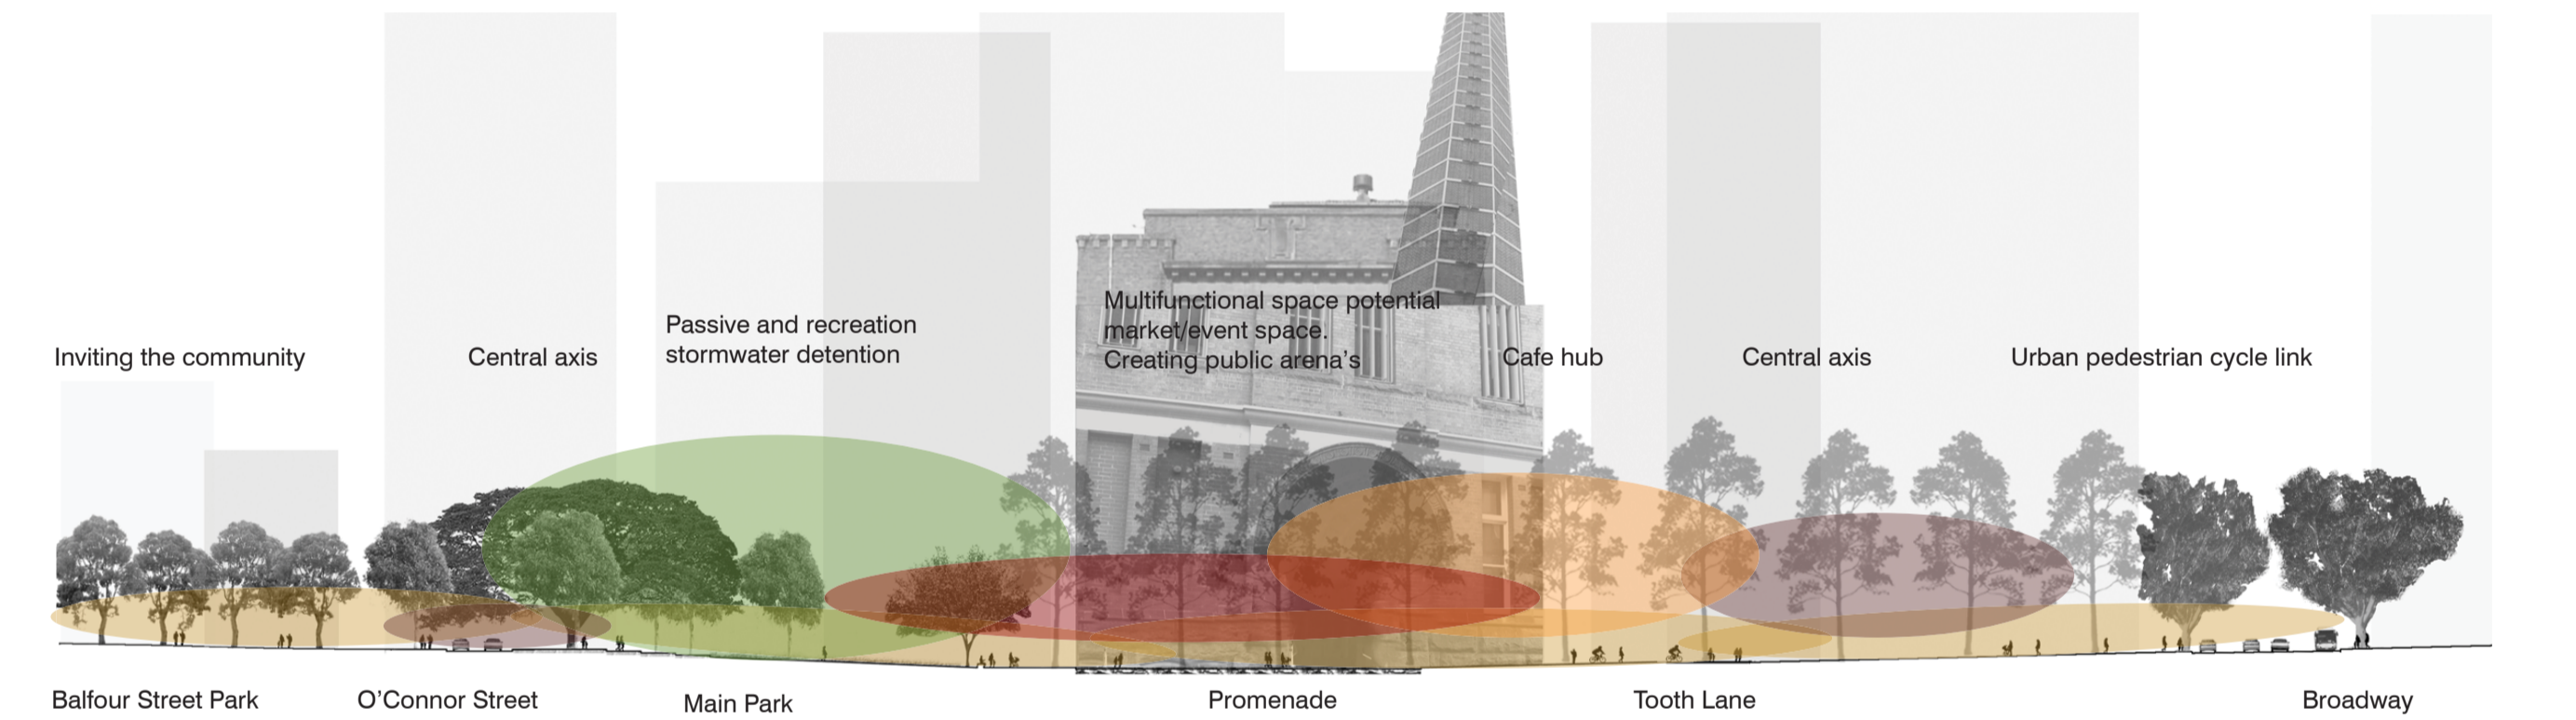 Multifunctional space potential
market/event space.
Creating public arena's
Passive and recreation
stormwater detention
Inviting the community
Central axis
Cafe hub
Central axis
Urban pedestrian cycle link
Balfour Street Park
O'Connor Street
Main Park
Promenade
Tooth Lane
Broadway